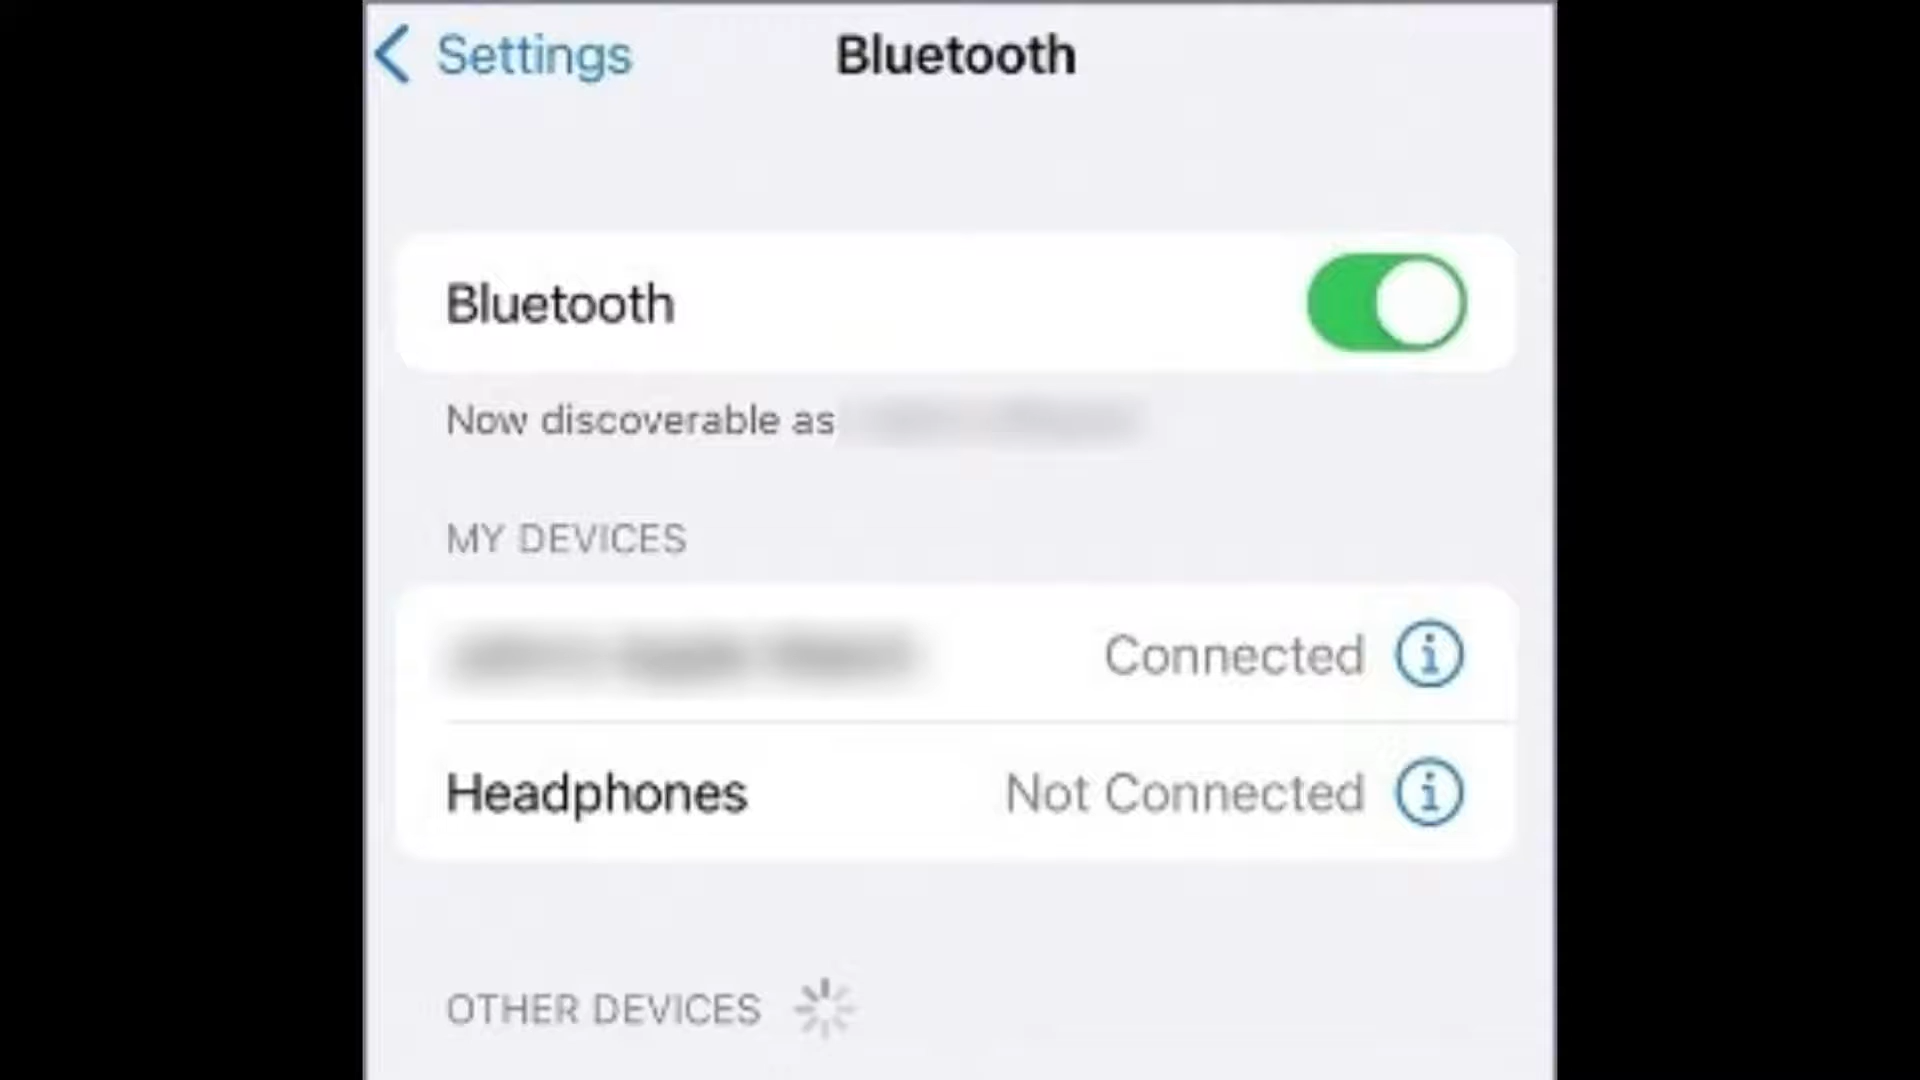 Settings
Bluetooth
Bluetooth
Now discoverable as
MY DEVICES
Connected
Headphones
Not Connected
OTHER DEVICES